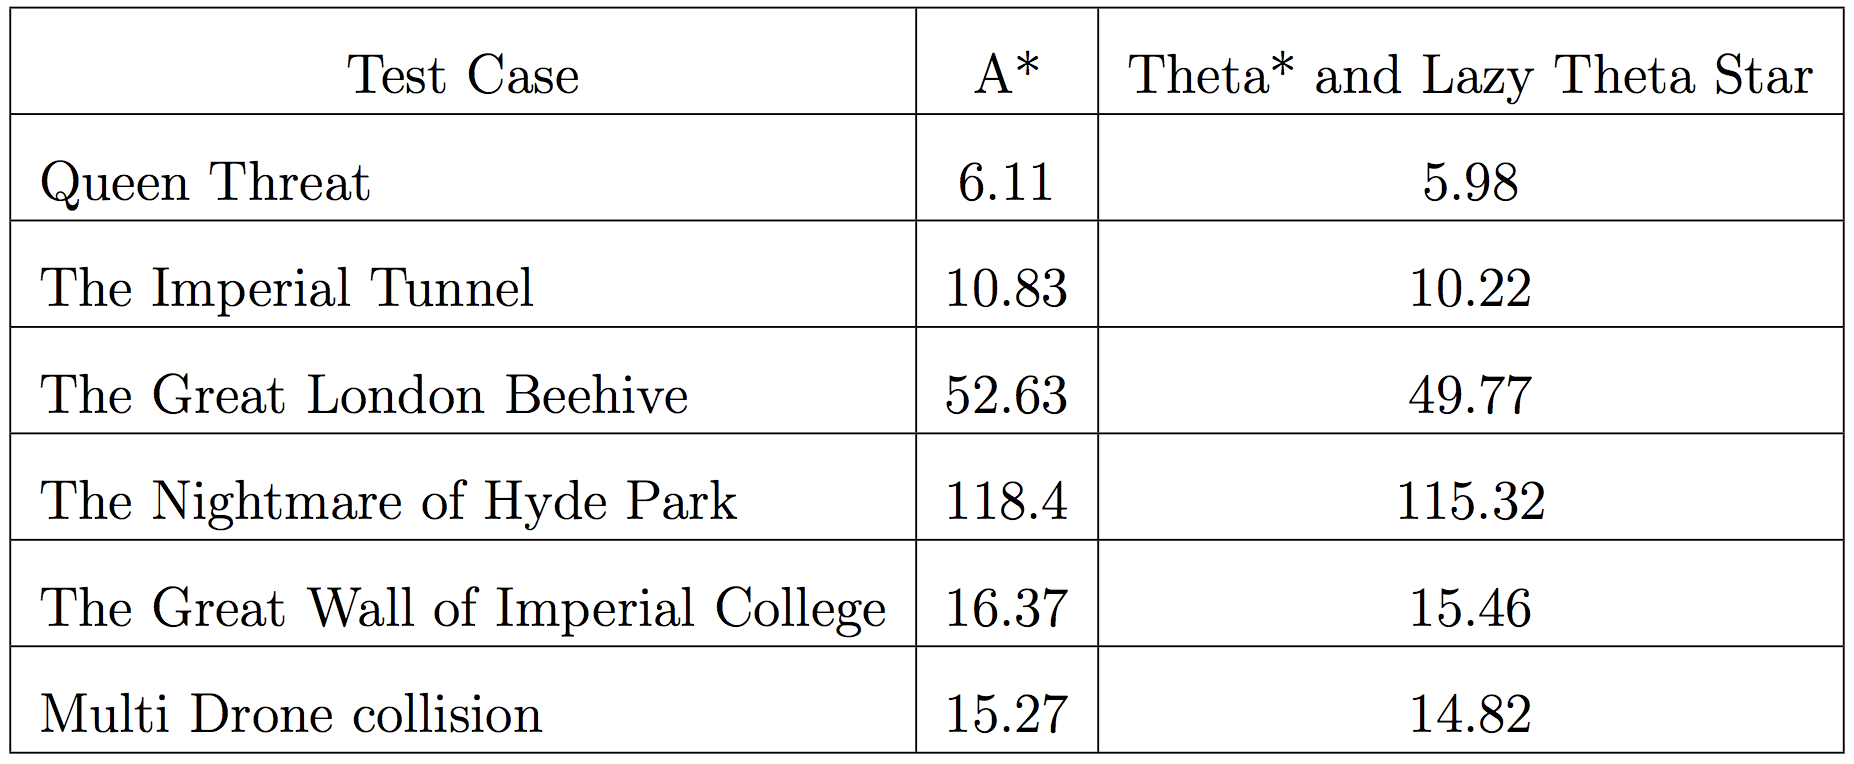 Test Case A* Theta* and Lazy Theta Star
Queen Threat 6.11 5.98
The Imperial Tunnel 10.83 10.22
The Great London Beehive 52.63 49.77
The Nightmare of Hyde Park 118.4 115.32
The Great Wall of Imperial College 16.37 15.46
Multi Drone collision 15.27 14.82